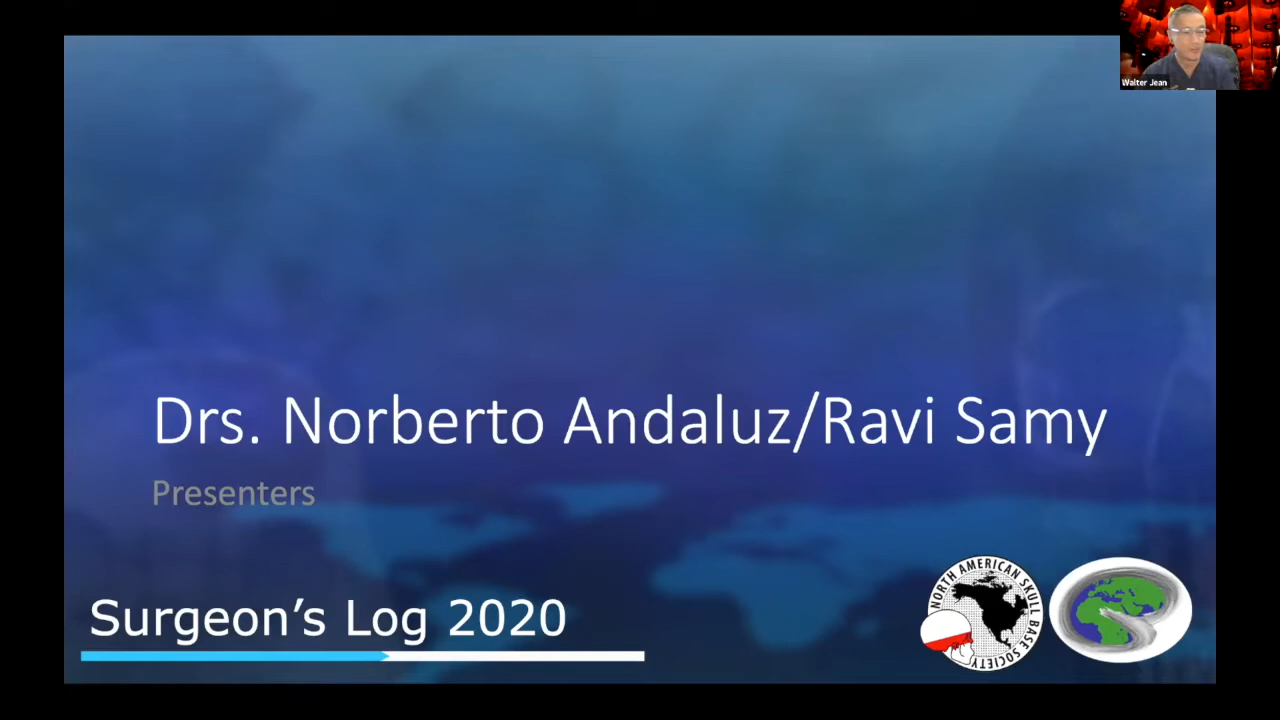 Walter Jean
Drs. Norberto Andaluz/Ravi Samy
Presenters
Surgeon’s Log 2020
NORTH AMERICAN SKULL BASE SOCIETY